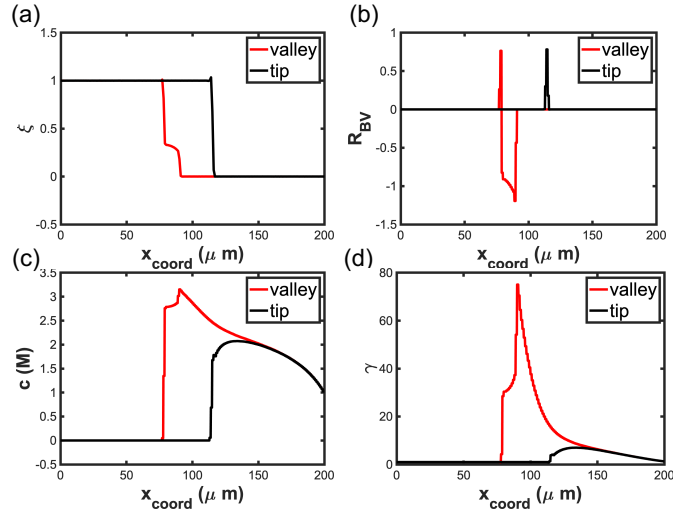 (a)
valley
tip
1.5
1
0.5
0
-0.5
ξ
0
50
100
150
200
x_coord (μ m)
(b)
valley
tip
1
0.5
0
-0.5
-1
-1.5
R_BV
0
50
100
150
200
x_coord (μ m)
(c)
valley
tip
4
3.5
3
2.5
2
1.5
1
0.5
0
-0.5
c (M)
0
50
100
150
200
x_coord (μ m)
(d)
valley
tip
80
60
40
20
0
γ
0
50
100
150
200
x_coord (μ m)